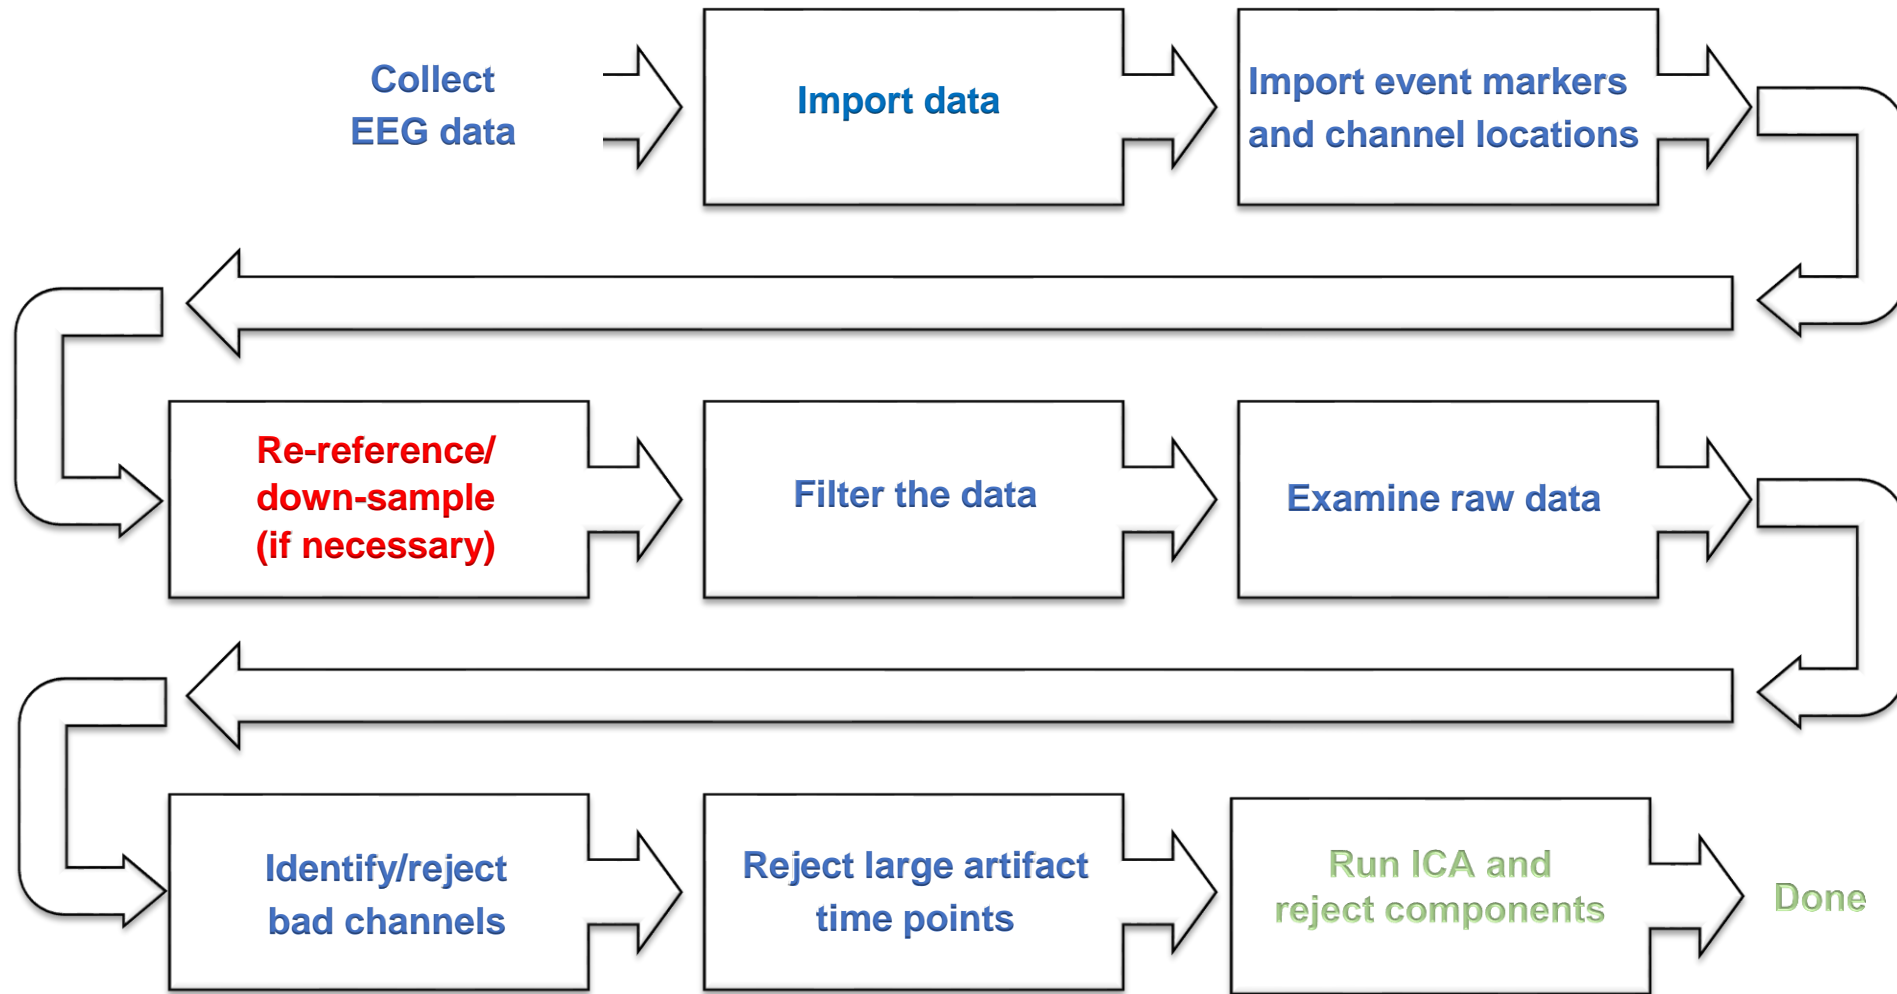 Collect
EEG data
Import data
Import event markers
and channel locations
Re-reference/
down-sample
(if necessary)
Filter the data
Examine raw data
Identify/reject
bad channels
Reject large artifact
time points
Run ICA and
reject components
Done